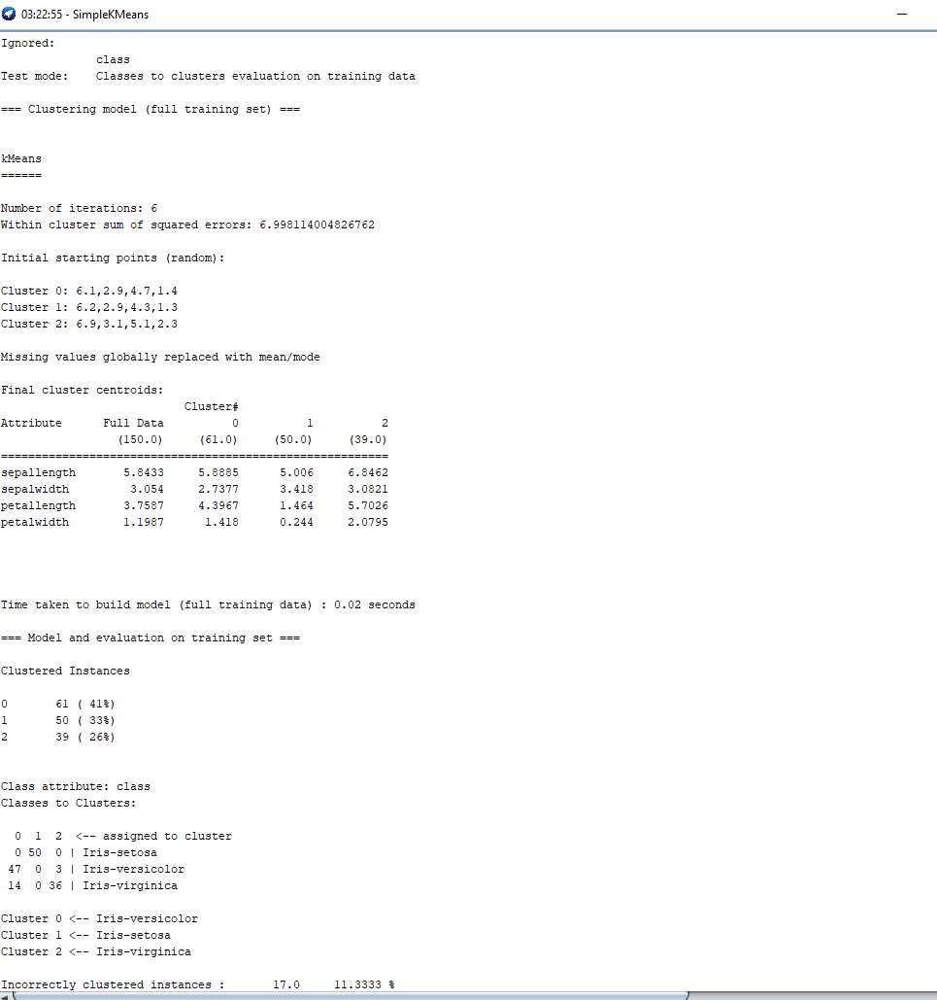 03:22:55 - SimpleKMeans
Ignored:
class
Test mode: Classes to clusters evaluation on training data
=== Clustering model (full training set) ===
kMeans
======
Number of iterations: 6
Within cluster sum of squared errors: 6.998114004826762
Initial starting points (random):
Cluster 0: 6.1,2.9,4.7,1.4
Cluster 1: 6.2,2.9,4.3,1.3
Cluster 2: 6.9,3.1,5.1,2.3
Missing values globally replaced with mean/mode
Final cluster centroids:
Cluster#
Attribute Full Data 0 1 2
(150.0) (61.0) (50.0) (39.0)
=========================================================
sepallength 5.8433 5.8885 5.006 6.8462
sepalwidth 3.054 2.7377 3.418 3.0821
petallength 3.7587 4.3967 1.464 5.7026
petalwidth 1.1987 1.418 0.244 2.0795
Time taken to build model (full training data) : 0.02 seconds
=== Model and evaluation on training set ===
Clustered Instances
0 61 ( 41%)
1 50 ( 33%)
2 39 ( 26%)
Class attribute: class
Classes to Clusters:
0 1 2 <-- assigned to cluster
0 50 0 | Iris-setosa
47 0 3 | Iris-versicolor
14 0 36 | Iris-virginica
Cluster 0 <-- Iris-versicolor
Cluster 1 <-- Iris-setosa
Cluster 2 <-- Iris-virginica
Incorrectly clustered instances : 17.0 11.3333 %